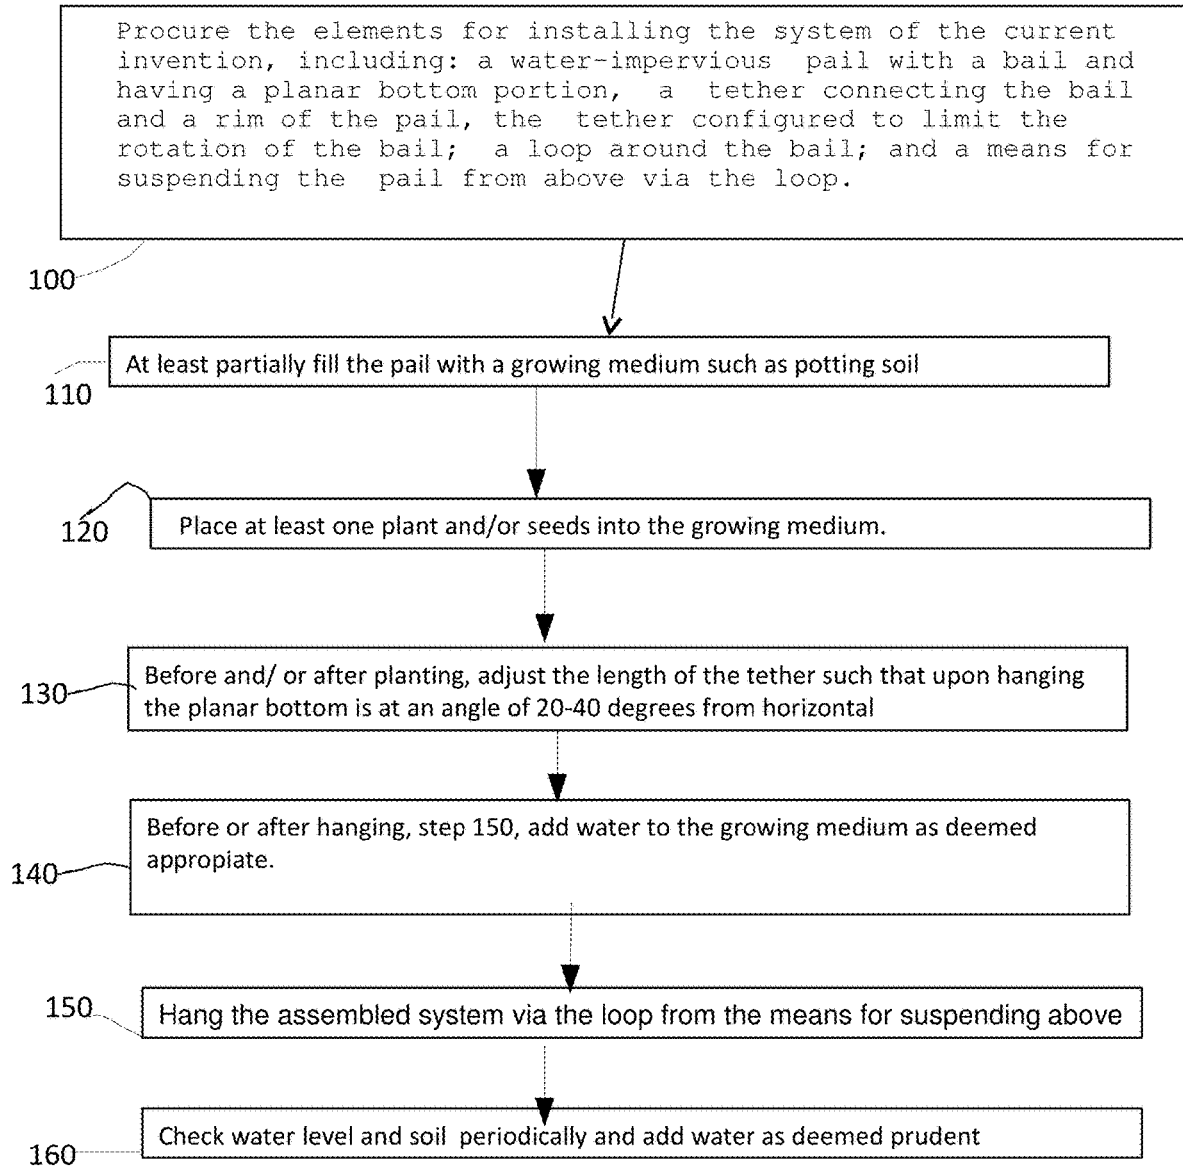 Procure the elements for installing the system of the current
invention, including: a water-impervious pail with a bail and
having a planar bottom portion, a tether connecting the bail
and a rim of the pail, the tether configured to limit the
rotation of the bail; a loop around the bail; and a means for
suspending the pail from above via the loop.
100
At least partially fill the pail with a growing medium such as potting soil
110
Place at least one plant and/or seeds into the growing medium.
120
Before and/ or after planting, adjust the length of the tether such that upon hanging
the planar bottom is at an angle of 20-40 degrees from horizontal
130
Before or after hanging, step 150, add water to the growing medium as deemed
appropiate.
140
Hang the assembled system via the loop from the means for suspending above
150
Check water level and soil periodically and add water as deemed prudent
160